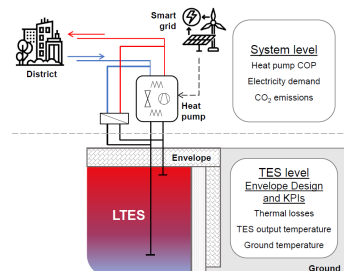 Smart
grid
System level
Heat pump COP
Electricity demand
CO₂ emissions
District
Heat
pump
Envelope
TES level
Envelope Design
and KPIs
Thermal losses
TES output temperature
Ground temperature
LTES
Ground